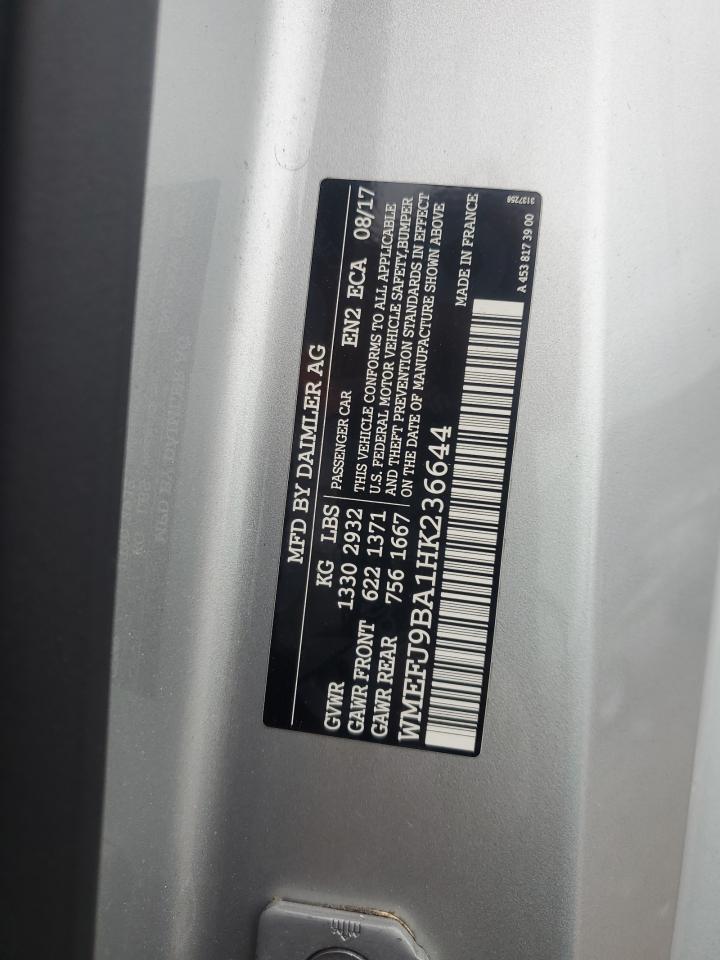 MFD BY DAIMLER AG
KG LBS
GVWR 1330 2932
GAWR FRONT 622 1371
GAWR REAR 756 1667
PASSENGER CAR EN2 ECA 08/17
THIS VEHICLE CONFORMS TO ALL APPLICABLE
U.S. FEDERAL MOTOR VEHICLE SAFETY,BUMPER
AND THEFT PREVENTION STANDARDS IN EFFECT
ON THE DATE OF MANUFACTURE SHOWN ABOVE
WMEFJ9BA1HK236644
MADE IN FRANCE
3137258
A 453 817 39 00